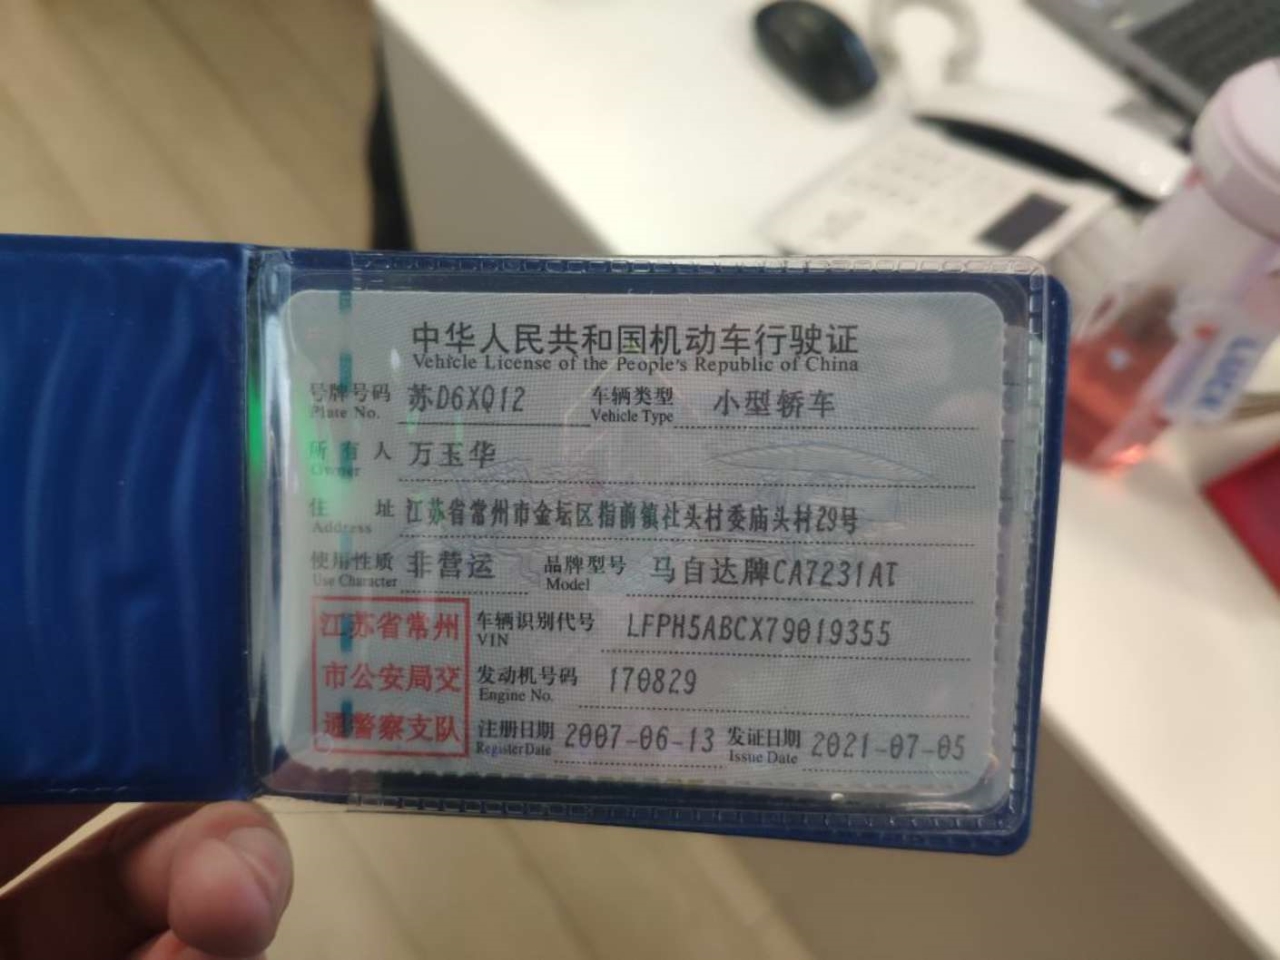 中华人民共和国机动车行驶证
Vehicle License of the People's Republic of China
号牌号码 苏D6XQ12 车辆类型 小型轿车
Plate No. Vehicle Type
所有人 万玉华
Owner
住址 江苏省常州市金坛区指前镇社头村委庙头村29号
Address
使用性质 非营运 品牌型号 马自达牌CA7231AT
Use Character Model
江苏省常州
市公安局交
通警察支队
车辆识别代号 LFPH5ABCX79019355
VIN
发动机号码 170829
Engine No.
注册日期 2007-06-13 发证日期 2021-07-05
Register Date Issue Date
LUCK